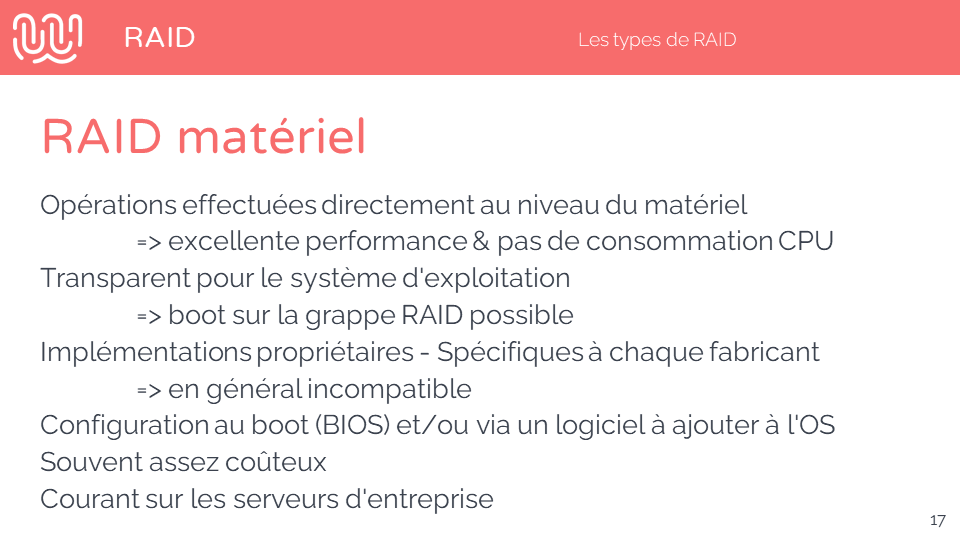 RAID
Les types de RAID
RAID matériel
Opérations effectuées directement au niveau du matériel
=> excellente performance & pas de consommation CPU
Transparent pour le système d'exploitation
=> boot sur la grappe RAID possible
Implémentations propriétaires - Spécifiques à chaque fabricant
=> en général incompatible
Configuration au boot (BIOS) et/ou via un logiciel à ajouter à l'OS
Souvent assez coûteux
Courant sur les serveurs d'entreprise
17